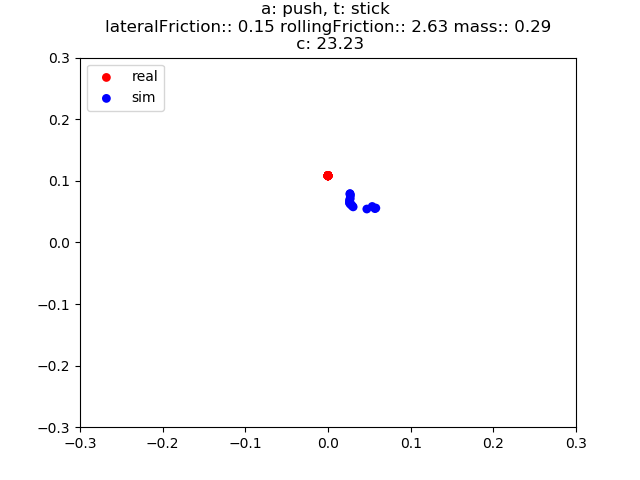 a: push, t: stick
lateralFriction:: 0.15 rollingFriction:: 2.63 mass:: 0.29
c: 23.23
real
sim
0.3
0.2
0.1
0.0
−0.1
−0.2
−0.3
−0.3 −0.2 −0.1 0.0 0.1 0.2 0.3